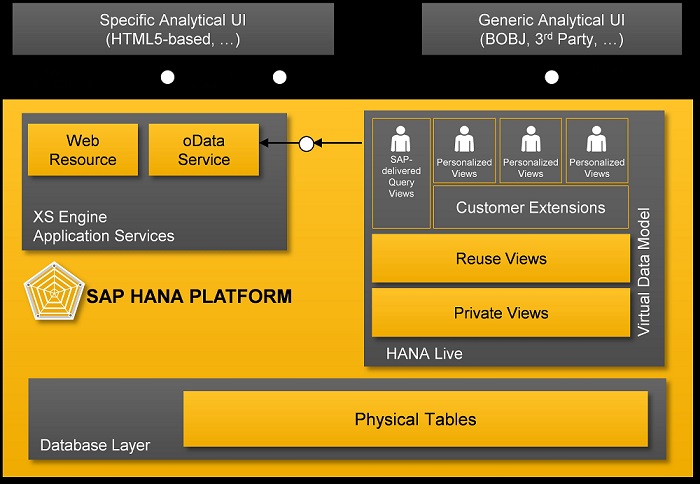 Specific Analytical UI
(HTML5-based, …)
Generic Analytical UI
(BOBJ, 3rd Party, …)
Web
Resource
oData
Service
XS Engine
Application Services
SAP-
delivered
Query
Views
Personalized
Views
Personalized
Views
Personalized
Views
Customer Extensions
Reuse Views
Private Views
HANA Live
Virtual Data Model
SAP HANA PLATFORM
Physical Tables
Database Layer